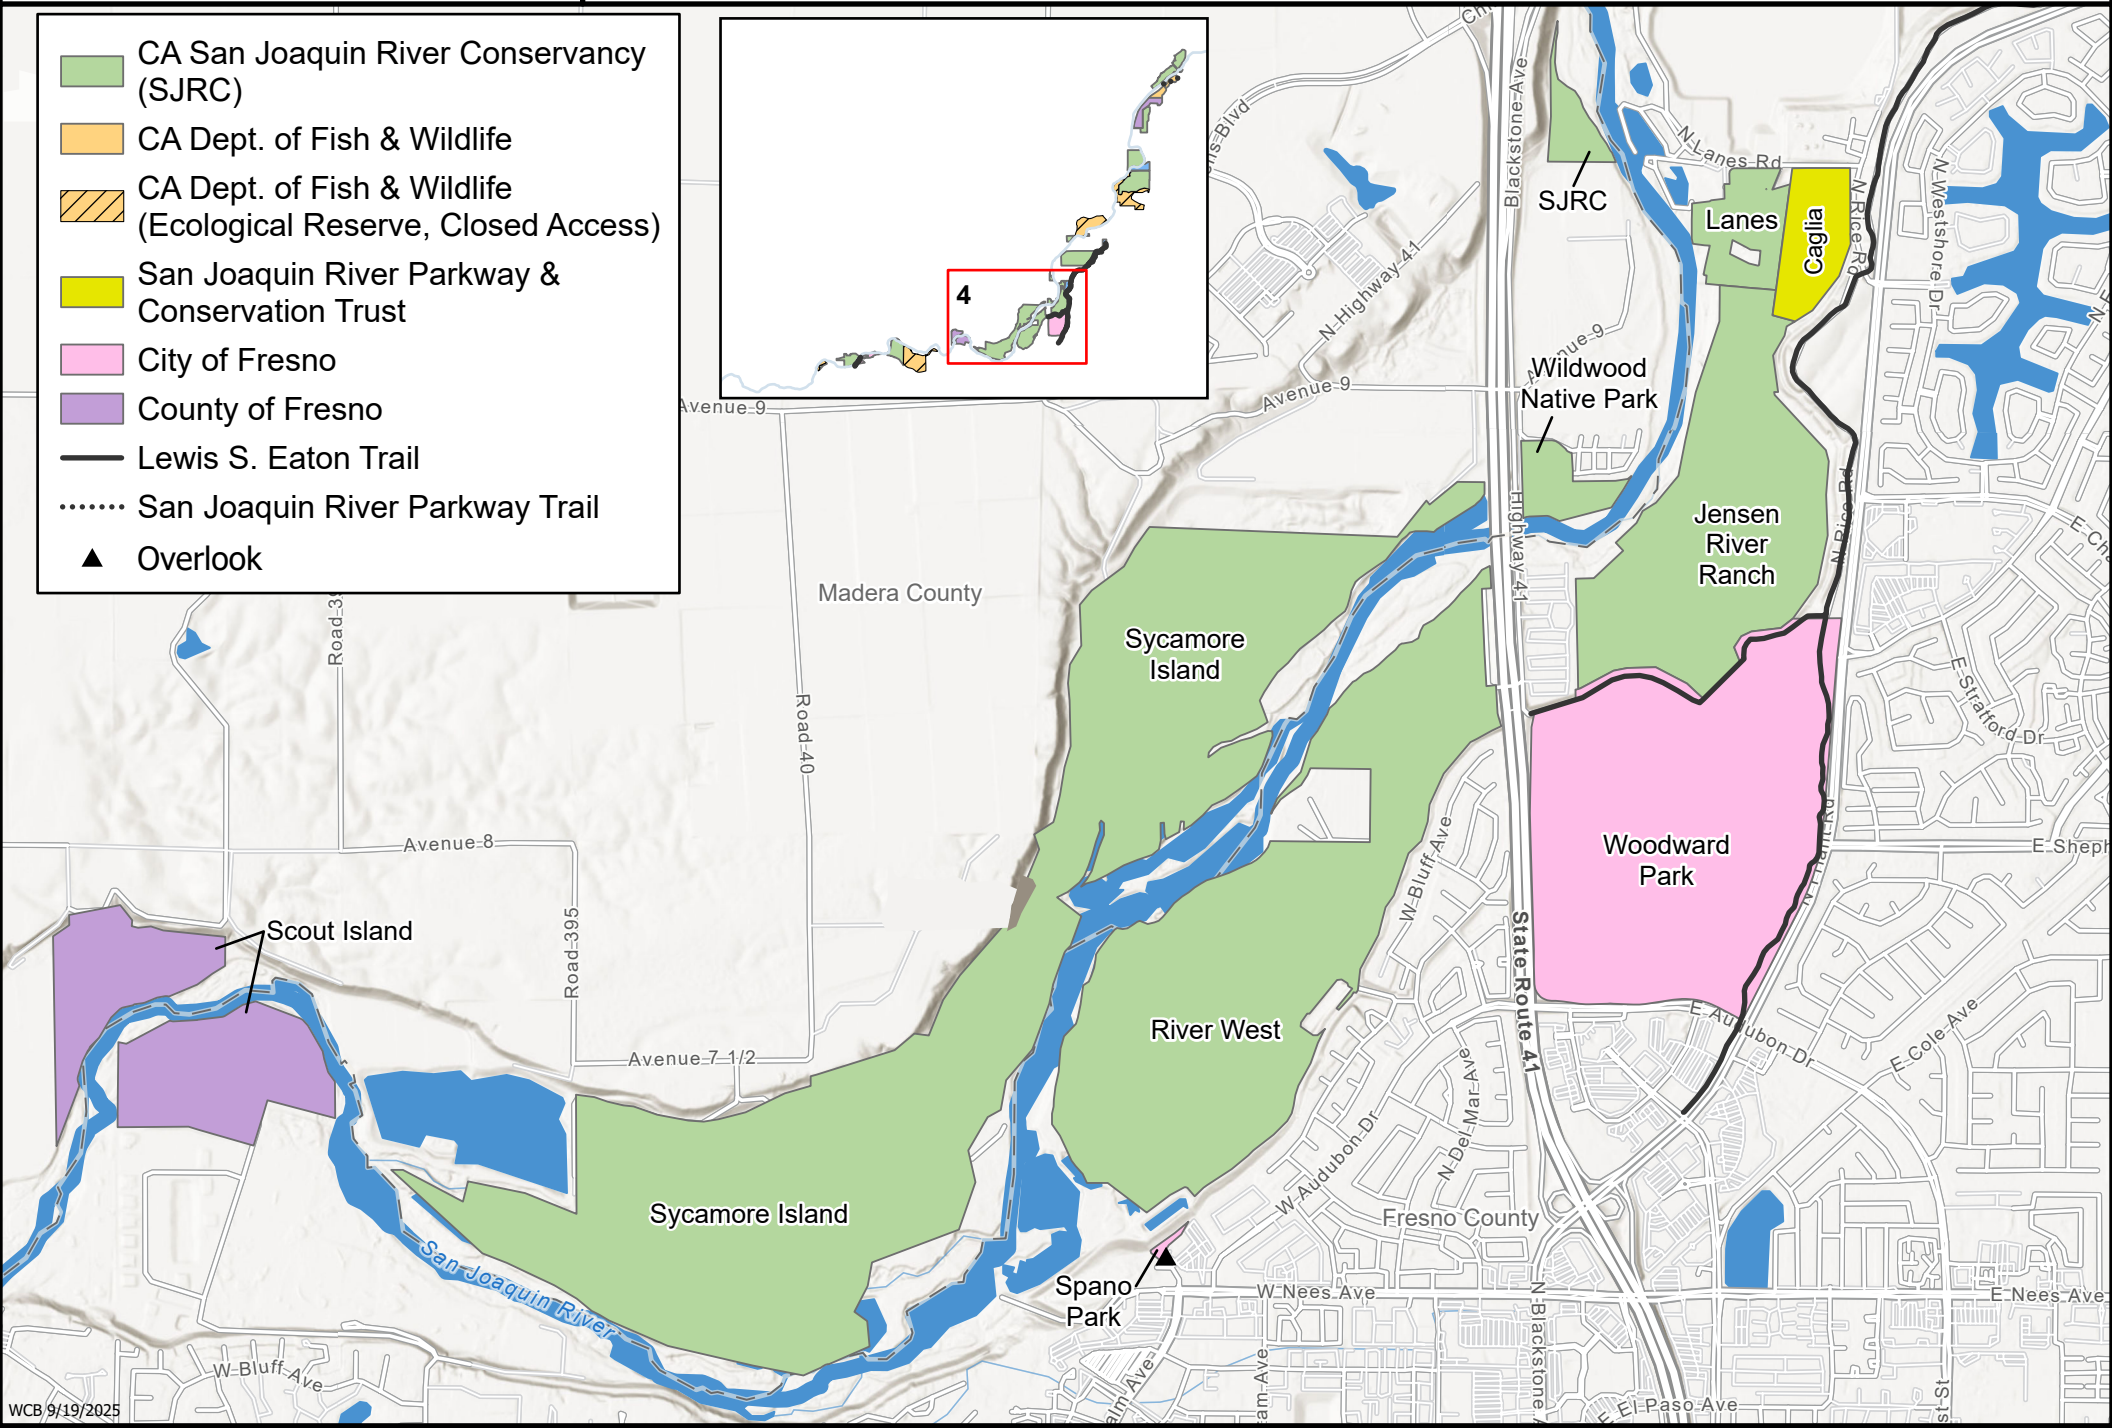 CA San Joaquin River Conservancy
(SJRC)
CA Dept. of Fish & Wildlife
CA Dept. of Fish & Wildlife
(Ecological Reserve, Closed Access)
San Joaquin River Parkway &
Conservation Trust
City of Fresno
County of Fresno
Lewis S. Eaton Trail
San Joaquin River Parkway Trail
Overlook
4
Blackstone Ave
N Lanes Rd
SJRC
Lanes
Caglia
N Rice Rd
N Westshore Dr
N Highway 41
Avenue 9
Wildwood
Native Park
Avenue 9
Avenue 9
Highway 41
Jensen
River
Ranch
N Rice Rd
Madera County
Road 40
Sycamore
Island
E Stratford Dr
Avenue 8
Road 395
Woodward
Park
W Bluff Ave
State Route 41
Scout Island
River West
Avenue 7 1/2
E Audubon Dr
E Cole Ave
N Del Mar Ave
W Audubon Dr
Sycamore Island
Fresno County
San Joaquin River
Spano
Park
W Nees Ave
E Nees Ave
N Blackstone
W Bluff Ave
E El Paso Ave
WCB 9/19/2025